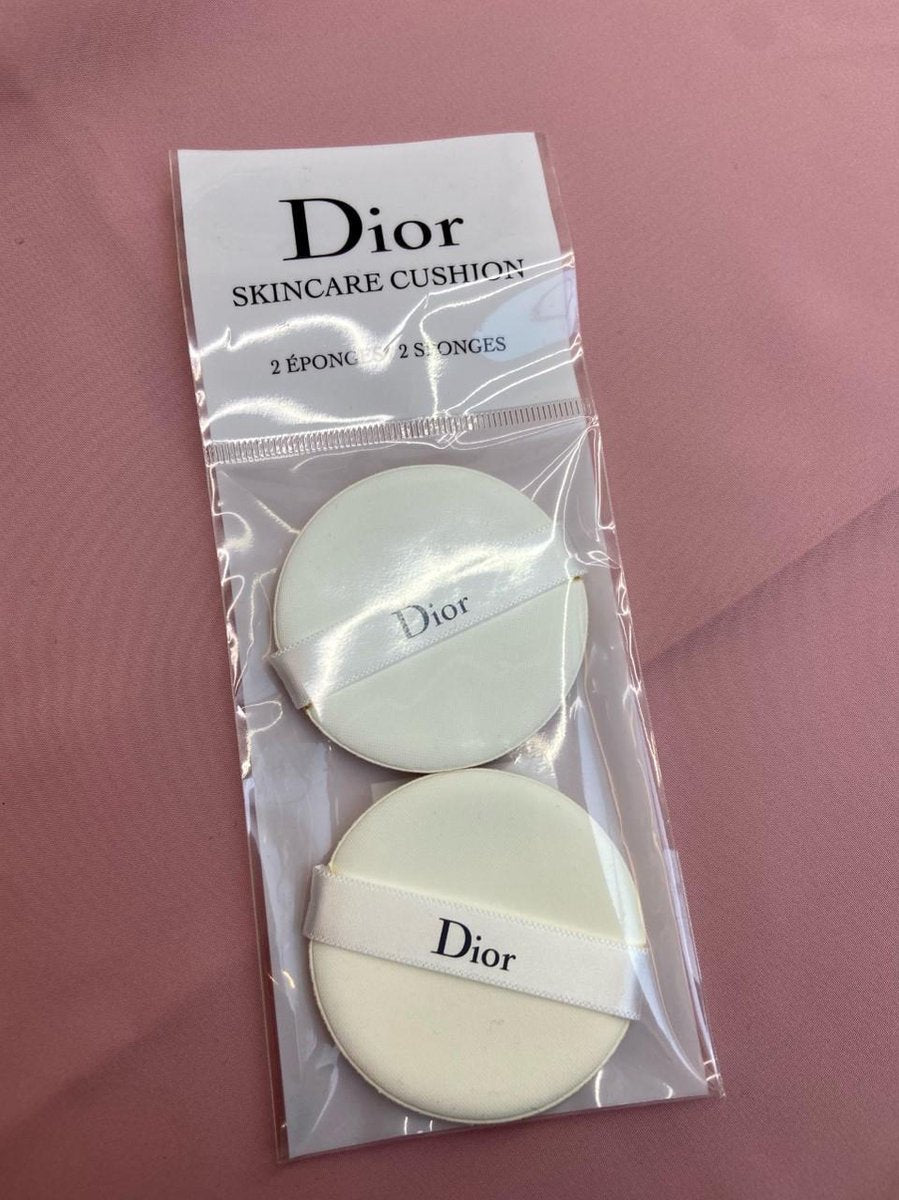 Dior
SKINCARE CUSHION
2 ÉPONGES / 2 SPONGES
Dior
Dior